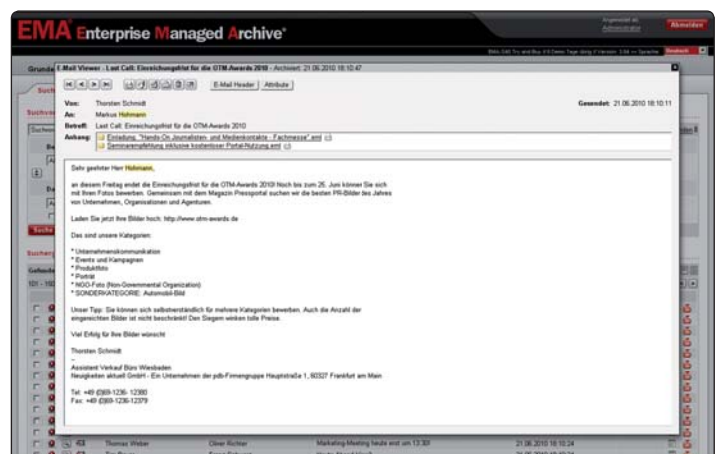 EMA Enterprise Managed Archive
Angemeldet als
Administrator
Abmelden
Deutsch
E-Mail Viewer - Last Call: Einreichungsfrist für die OTM-Awards 2010 - Archiviert: 21.06.2010 18:10:47
E-Mail Header Attribute
Von: Thorsten Schmidt
Gesendet: 21.06.2010 18:10:11
An: Markus Hohmann
Betreff: Last Call: Einreichungsfrist für die OTM-Awards 2010
Anhang: Einladung. "Hands-On Journalisten- und Medienkontakte - Fachmesse".eml
Seminarempfehlung inklusive kostenloser Portal-Nutzung.eml
Sehr geehrter Herr Hohmann,
an diesem Freitag endet die Einreichungsfrist für die OTM-Awards 2010! Noch bis zum 25. Juni können Sie sich
mit Ihren Fotos bewerben. Gemeinsam mit dem Magazin Pressportal suchen wir die besten PR-Bilder des Jahres
von Unternehmen, Organisationen und Agenturen.
Laden Sie jetzt Ihre Bilder hoch: http://www.otm-awards.de
Das sind unsere Kategorien:
* Unternehmenskommunikation
* Events und Kampagnen
* Produktfoto
* Porträt
* NGO-Foto (Non-Governmental Organization)
* SONDERKATEGORIE: Automobil-Bild
Unser Tipp: Sie können sich selbstverständlich für mehrere Kategorien bewerben. Auch die Anzahl der
eingereichten Bilder ist nicht beschränkt! Den Siegern winken tolle Preise.
Viel Erfolg für Ihre Bilder wünscht
Thorsten Schmidt
--
Assistent Verkauf Büro Wiesbaden
Neuigkeiten aktuell GmbH - Ein Unternehmen der pdb-Firmengruppe Hauptstraße 1, 60327 Frankfurt am Main
Tel: +49 (0)69-1236- 12380
Fax: +49 (0)69-1236-12379
Thomas Weber Oliver Richter Marketing-Meeting heute erst um 13:30! 21.06.2010 18:10:24